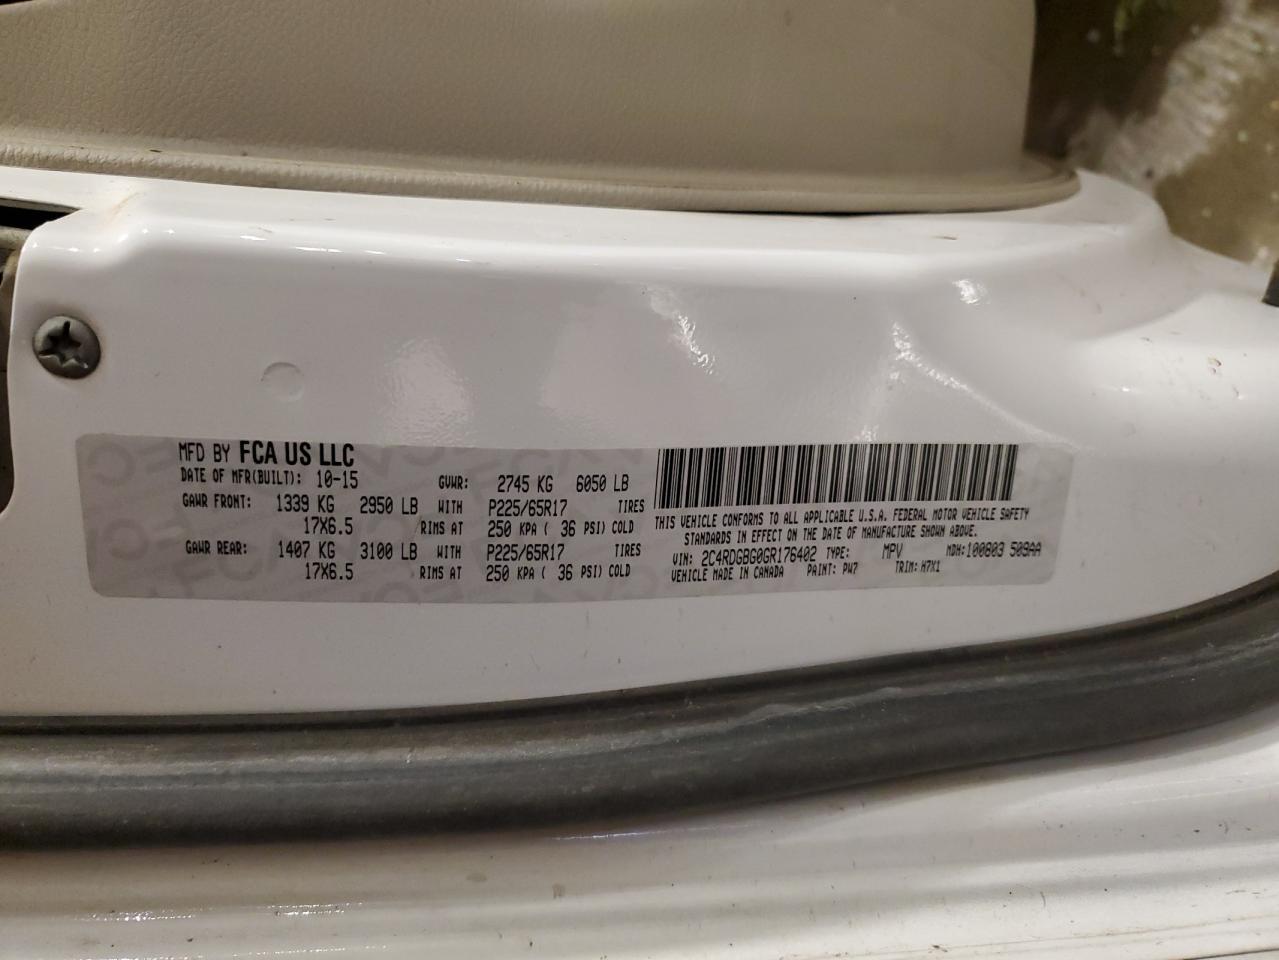 MFD BY FCA US LLC
DATE OF MFR(BUILT): 10-15 GVWR: 2745 KG 6050 LB
GAWR FRONT: 1339 KG 2950 LB WITH P225/65R17 TIRES
17X6.5 RIMS AT 250 KPA ( 36 PSI) COLD
GAWR REAR: 1407 KG 3100 LB WITH P225/65R17 TIRES
17X6.5 RIMS AT 250 KPA ( 36 PSI) COLD
THIS VEHICLE CONFORMS TO ALL APPLICABLE U.S.A. FEDERAL MOTOR VEHICLE SAFETY
STANDARDS IN EFFECT ON THE DATE OF MANUFACTURE SHOWN ABOVE.
VIN: 2C4RDGBG0GR176402 TYPE: MPV MDH:100803 509AA
VEHICLE MADE IN CANADA PAINT: PW7 TRIM: H7X1